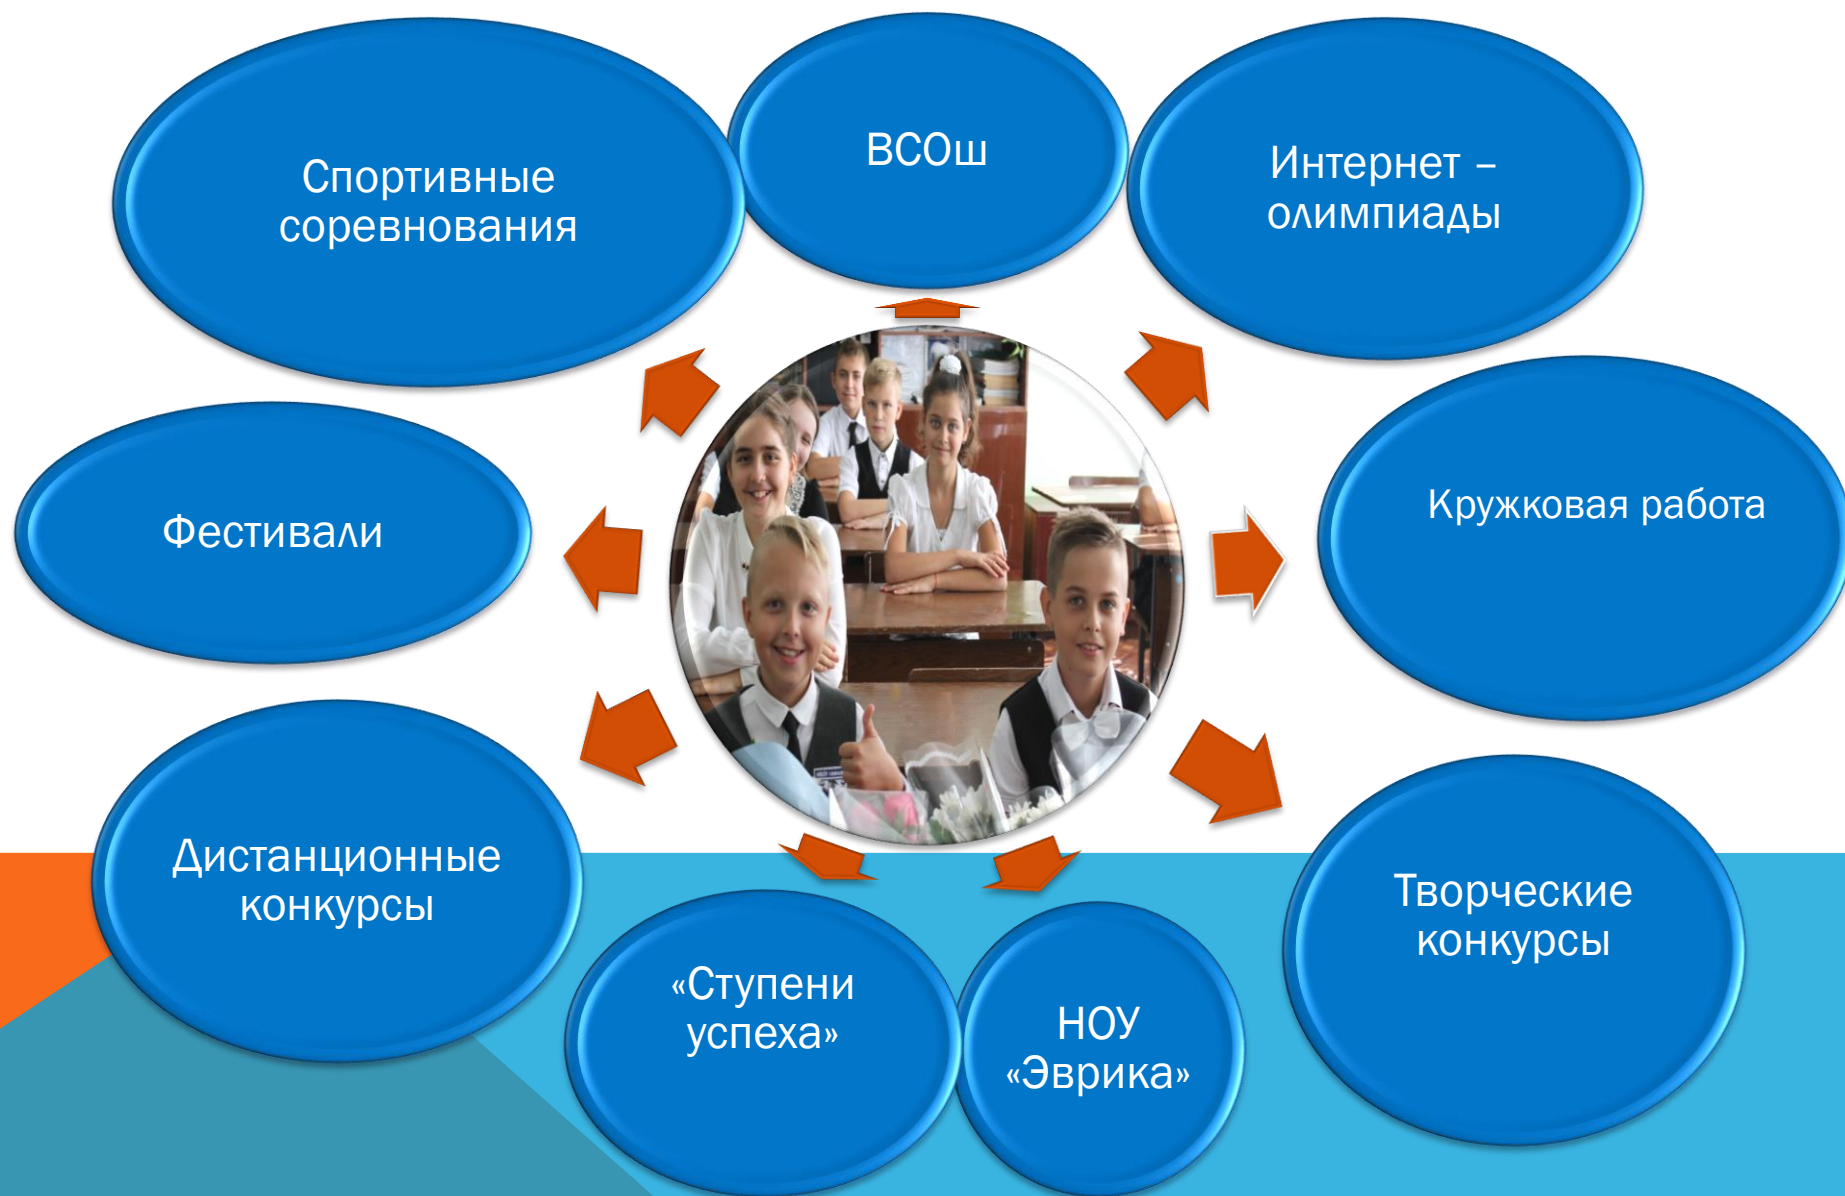 Спортивные
соревнования
ВСОш
Интернет –
олимпиады
Фестивали
Кружковая работа
Дистанционные
конкурсы
«Ступени
успеха»
НОУ
«Эврика»
Творческие
конкурсы